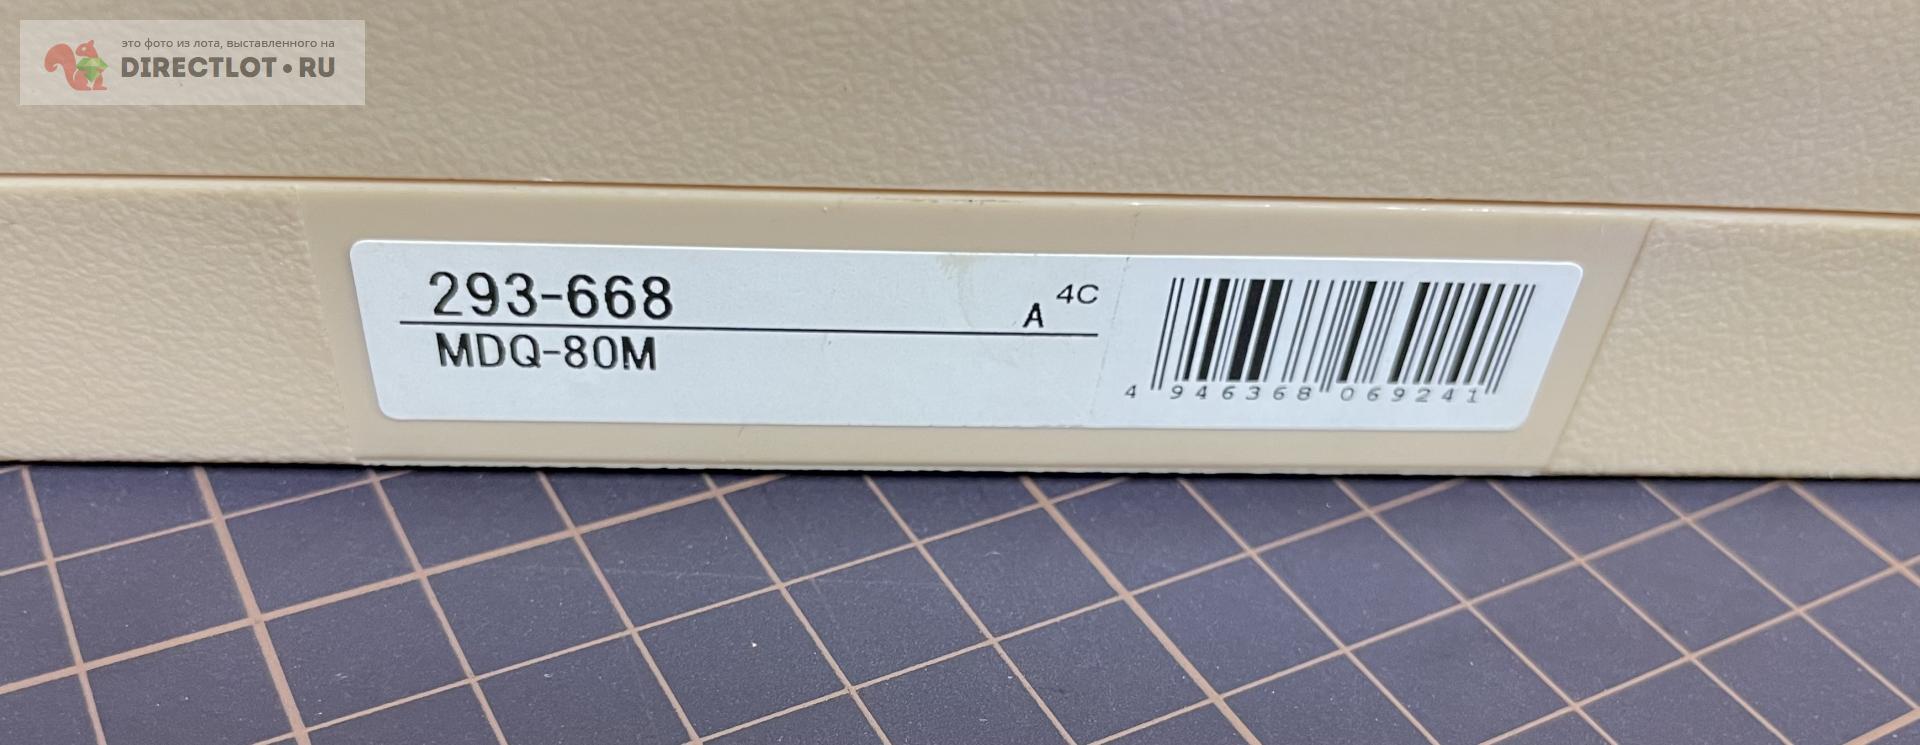 это фото из лота, выставленного на
DIRECTLOT•RU
293-668
A 4C
MDQ-80M
4 946368 069241